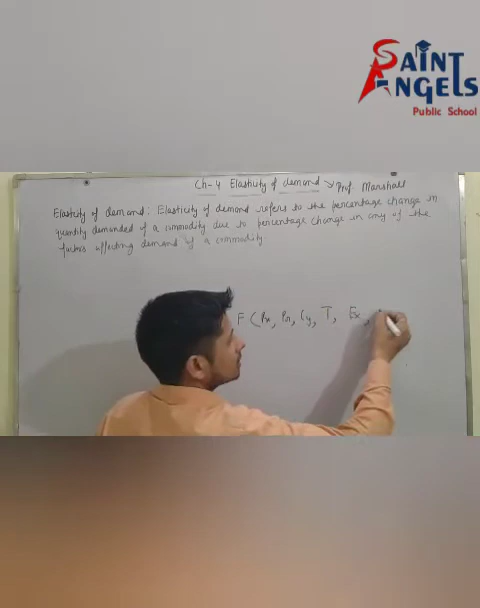 SAINT
ANGELS
Public School
Ch-4 Elasticity of demand → Prof. Marshall
Elasticity of demand: Elasticity of demand refers to the percentage change in
quantity demanded of a commodity due to percentage change in any of the
factors affecting demand of a commodity.
F (Px, Pr, Cy, T, Ex,